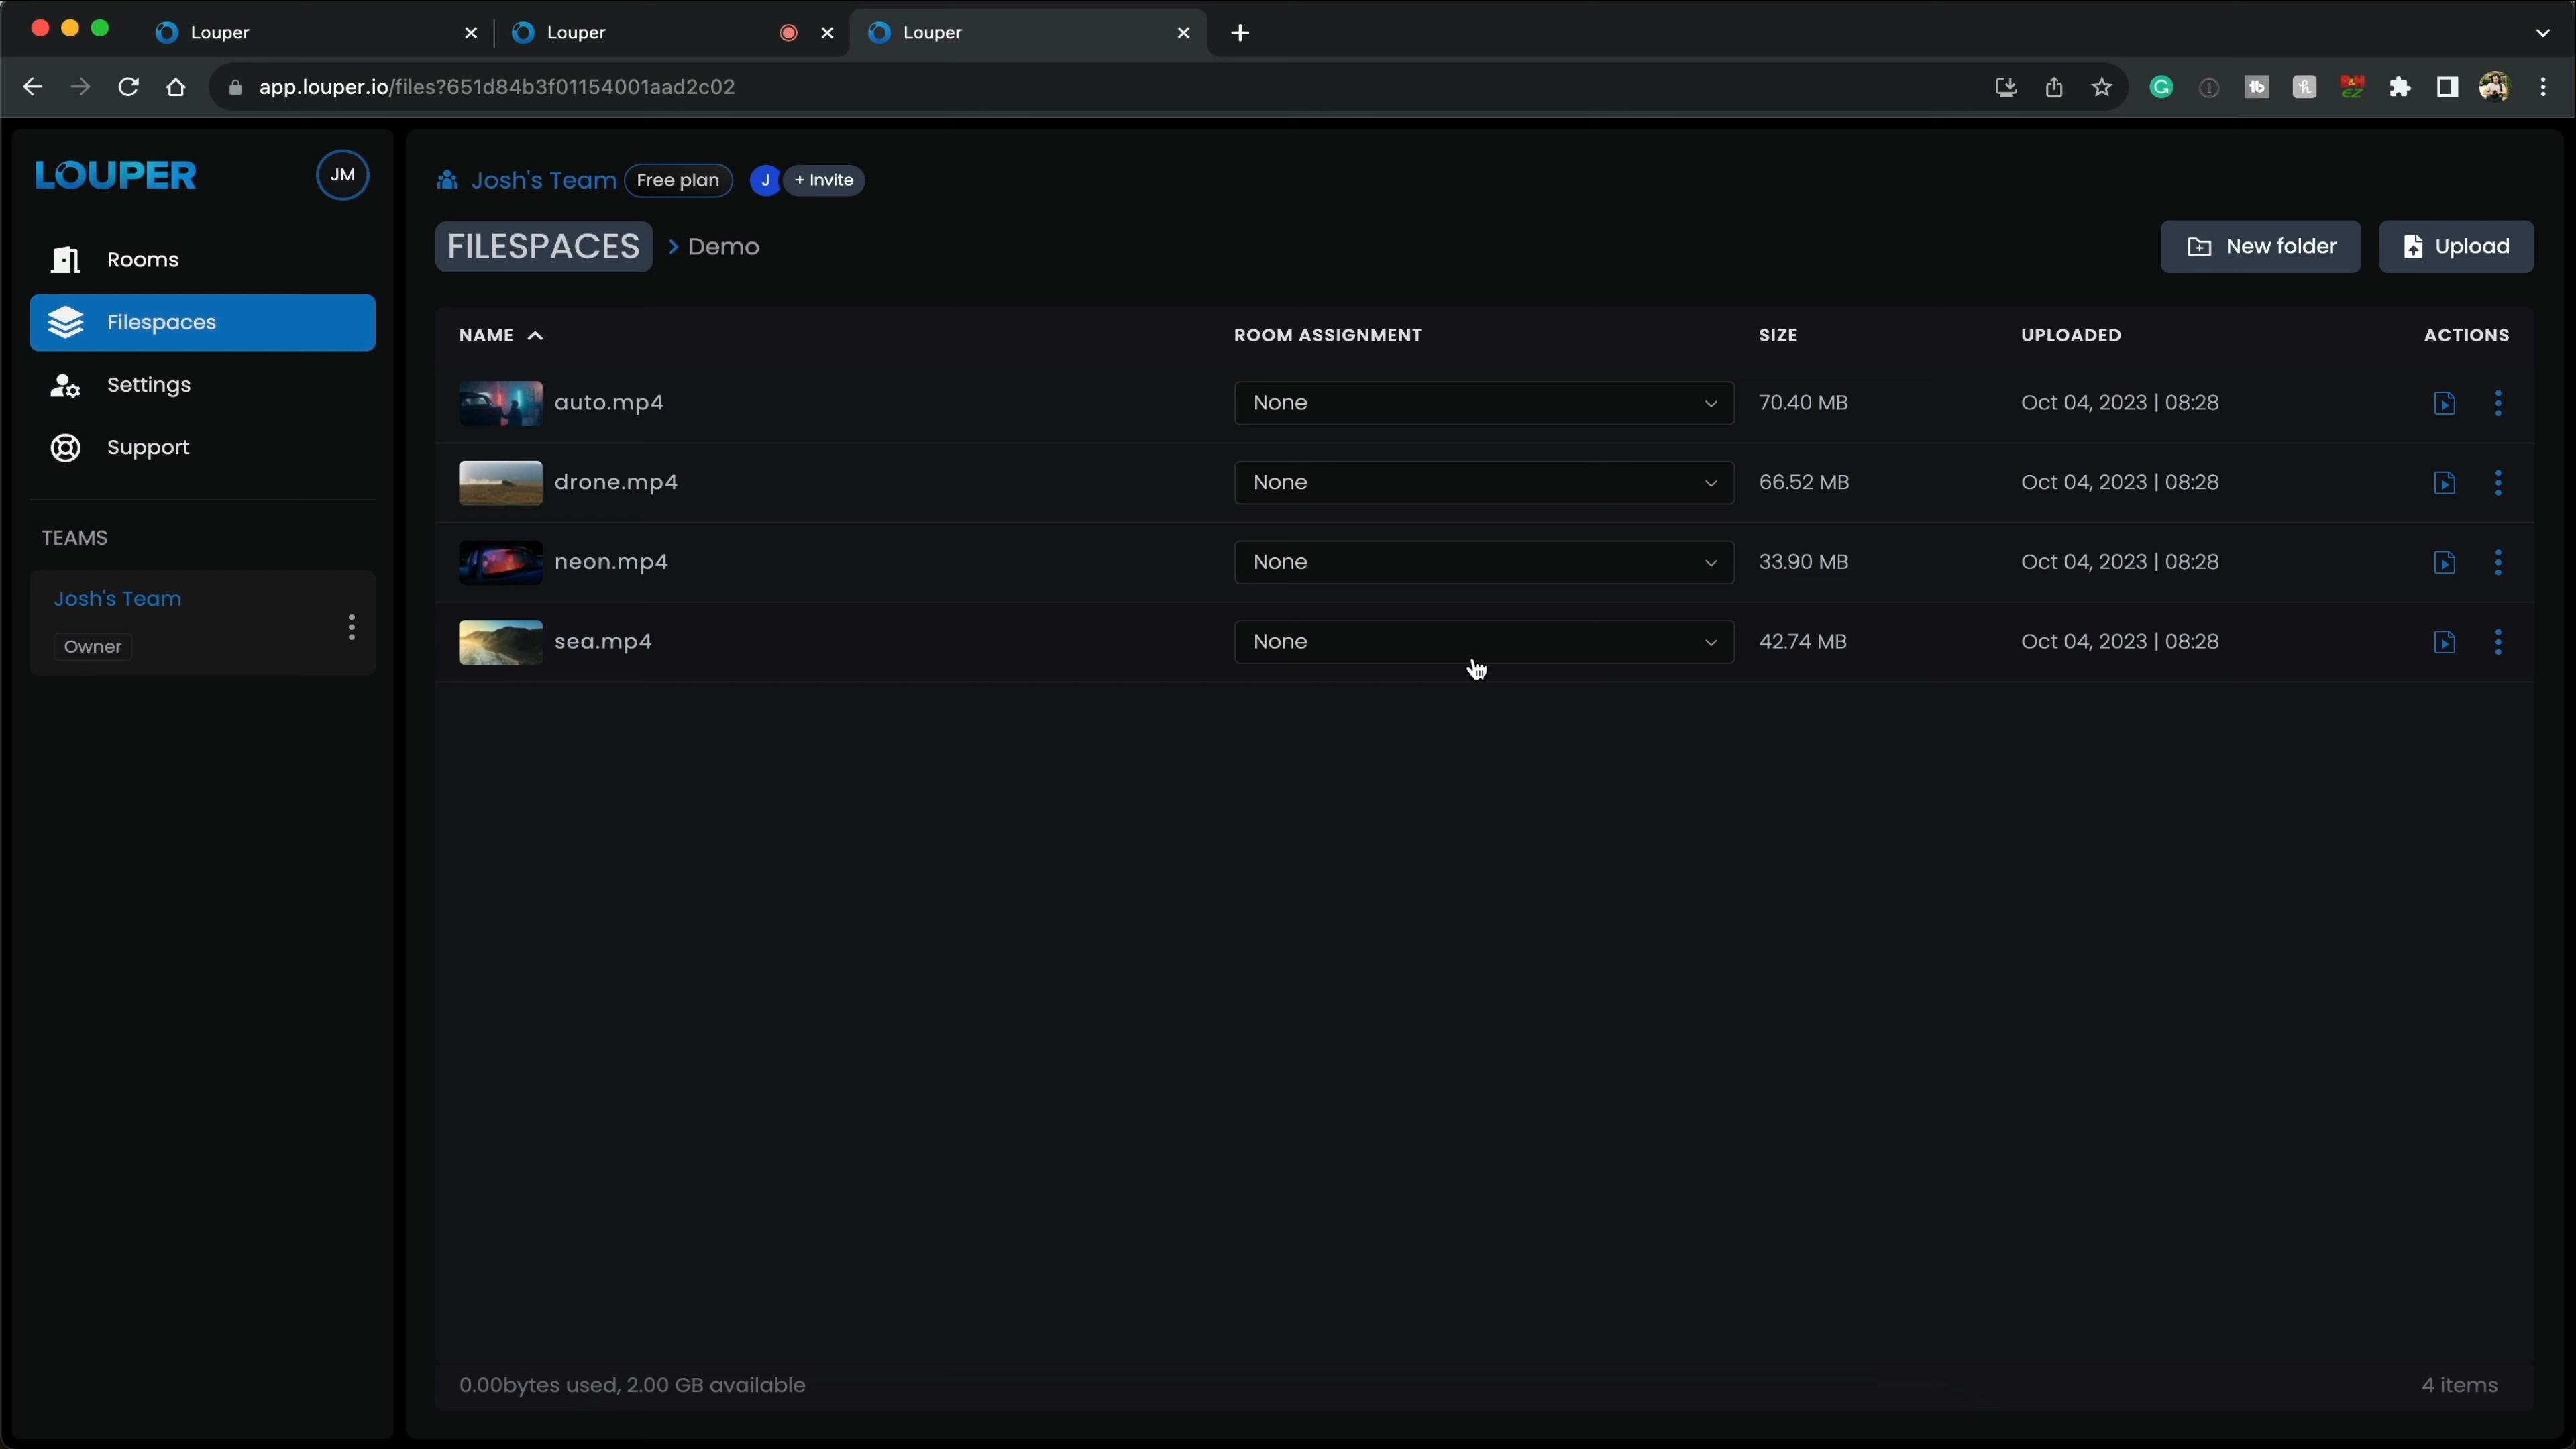 Louper
Louper
Louper
app.louper.io/files?651d84b3f01154001aad2c02
LOUPER
JM
Rooms
Filespaces
Settings
Support
TEAMS
Josh's Team
Owner
Josh's Team
Free plan
J
+ Invite
FILESPACES > Demo
New folder
Upload
NAME ROOM ASSIGNMENT SIZE UPLOADED ACTIONS
auto.mp4 None 70.40 MB Oct 04, 2023 | 08:28
drone.mp4 None 66.52 MB Oct 04, 2023 | 08:28
neon.mp4 None 33.90 MB Oct 04, 2023 | 08:28
sea.mp4 None 42.74 MB Oct 04, 2023 | 08:28
0.00bytes used, 2.00 GB available
4 items